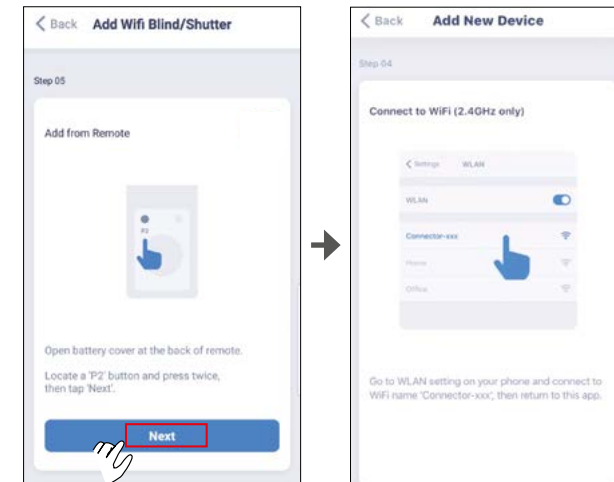 Back Add Wifi Blind/Shutter
Step 05
Add from Remote
P2
Open battery cover at the back of remote.
Locate a 'P2' button and press twice,
then tap 'Next'.
Next
Back Add New Device
Step 04
Connect to WiFi (2.4GHz only)
Settings WLAN
WLAN
Connector-xxx
Phone
Office
Go to WLAN setting on your phone and connect to
WiFi name 'Connector-xxx', then return to this app.